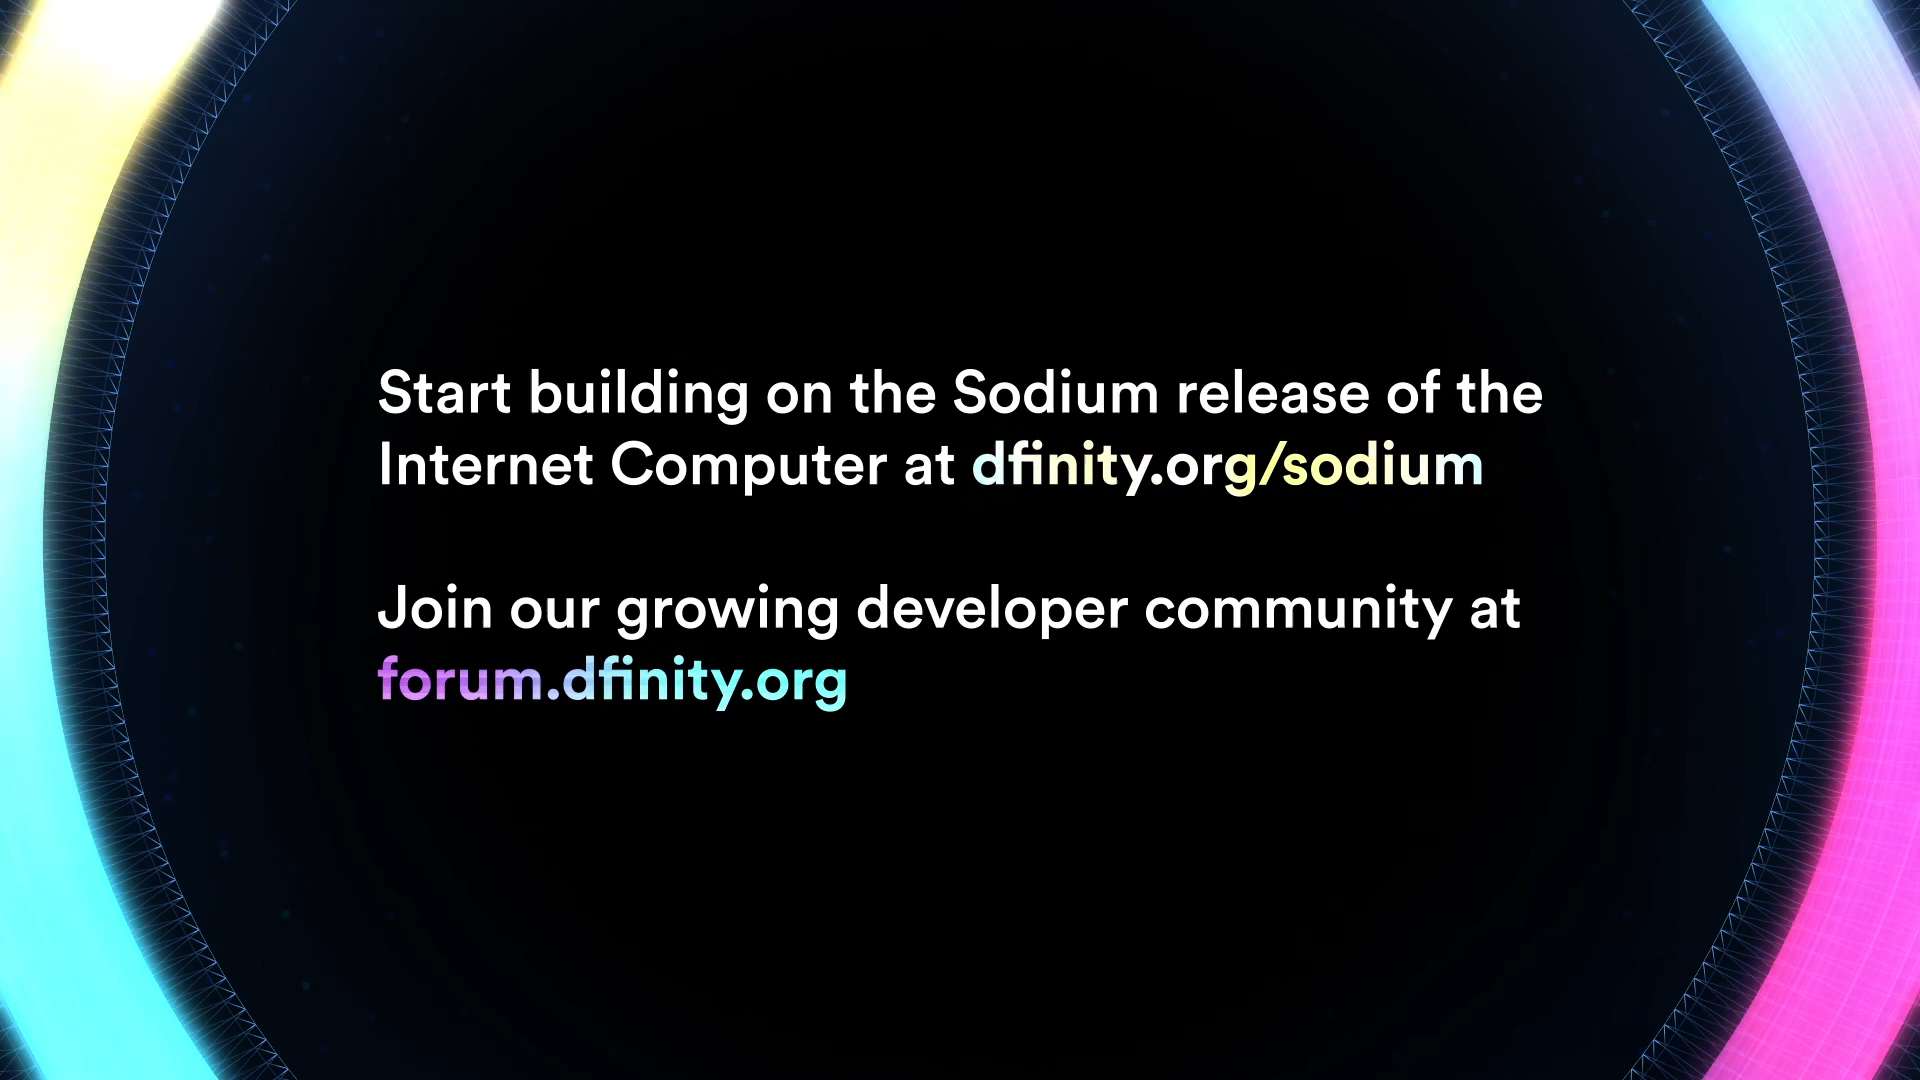 Start building on the Sodium release of the
Internet Computer at dfinity.org/sodium
Join our growing developer community at
forum.dfinity.org